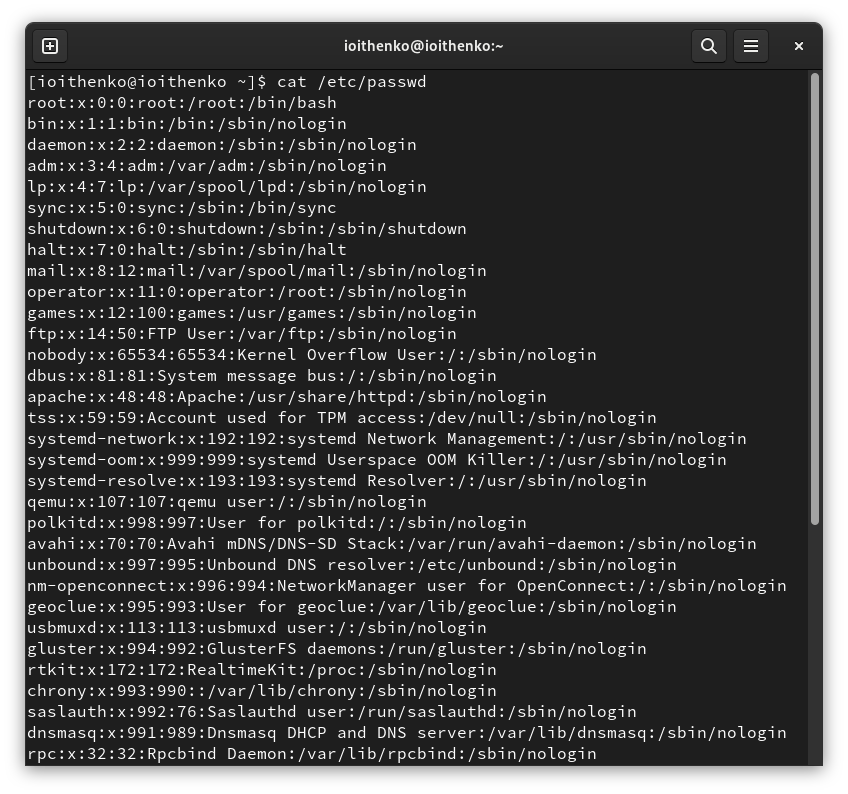 ioithenko@ioithenko:~
[ioithenko@ioithenko ~]$ cat /etc/passwd
root:x:0:0:root:/root:/bin/bash
bin:x:1:1:bin:/bin:/sbin/nologin
daemon:x:2:2:daemon:/sbin:/sbin/nologin
adm:x:3:4:adm:/var/adm:/sbin/nologin
lp:x:4:7:lp:/var/spool/lpd:/sbin/nologin
sync:x:5:0:sync:/sbin:/bin/sync
shutdown:x:6:0:shutdown:/sbin:/sbin/shutdown
halt:x:7:0:halt:/sbin:/sbin/halt
mail:x:8:12:mail:/var/spool/mail:/sbin/nologin
operator:x:11:0:operator:/root:/sbin/nologin
games:x:12:100:games:/usr/games:/sbin/nologin
ftp:x:14:50:FTP User:/var/ftp:/sbin/nologin
nobody:x:65534:65534:Kernel Overflow User:/:/sbin/nologin
dbus:x:81:81:System message bus:/:/sbin/nologin
apache:x:48:48:Apache:/usr/share/httpd:/sbin/nologin
tss:x:59:59:Account used for TPM access:/dev/null:/sbin/nologin
systemd-network:x:192:192:systemd Network Management:/:/usr/sbin/nologin
systemd-oom:x:999:999:systemd Userspace OOM Killer:/:/usr/sbin/nologin
systemd-resolve:x:193:193:systemd Resolver:/:/usr/sbin/nologin
qemu:x:107:107:qemu user:/:/sbin/nologin
polkitd:x:998:997:User for polkitd:/:/sbin/nologin
avahi:x:70:70:Avahi mDNS/DNS-SD Stack:/var/run/avahi-daemon:/sbin/nologin
unbound:x:997:995:Unbound DNS resolver:/etc/unbound:/sbin/nologin
nm-openconnect:x:996:994:NetworkManager user for OpenConnect:/:/sbin/nologin
geoclue:x:995:993:User for geoclue:/var/lib/geoclue:/sbin/nologin
usbmuxd:x:113:113:usbmuxd user:/:/sbin/nologin
gluster:x:994:992:GlusterFS daemons:/run/gluster:/sbin/nologin
rtkit:x:172:172:RealtimeKit:/proc:/sbin/nologin
chrony:x:993:990::/var/lib/chrony:/sbin/nologin
saslauth:x:992:76:Saslauthd user:/run/saslauthd:/sbin/nologin
dnsmasq:x:991:989:Dnsmasq DHCP and DNS server:/var/lib/dnsmasq:/sbin/nologin
rpc:x:32:32:Rpcbind Daemon:/var/lib/rpcbind:/sbin/nologin